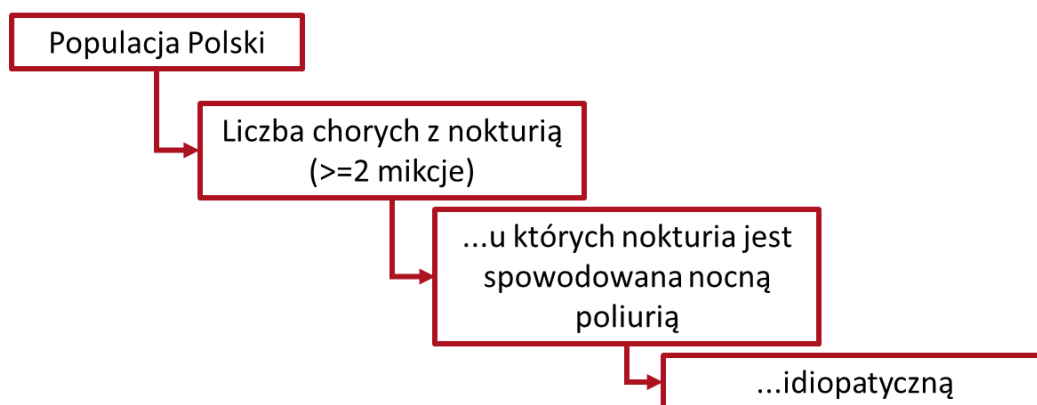 Populacja Polski
Liczba chorych z nokturią
(>=2 mikcje)
...u których nokturia jest
spowodowana nocną
poliurią
...idiopatyczną